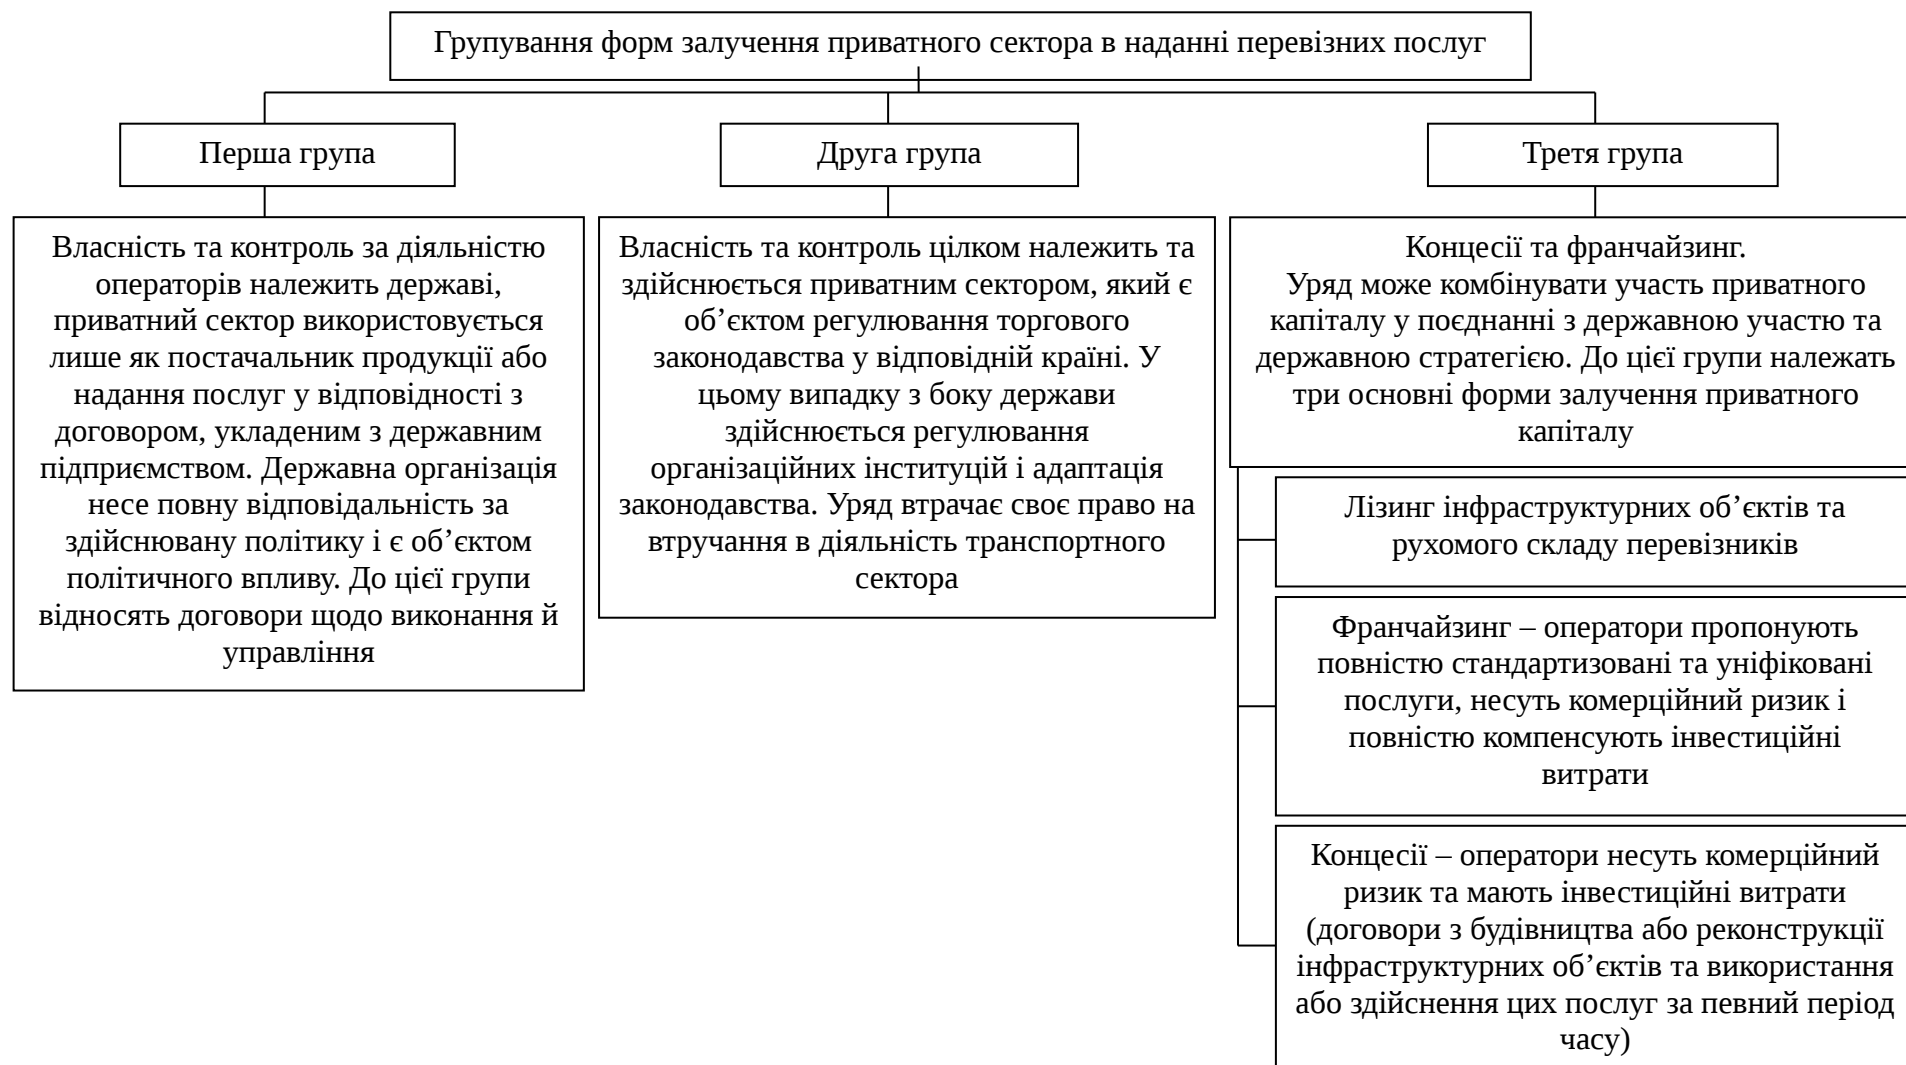 Групування форм залучення приватного сектора в наданні перевізних послуг
Перша група
Друга група
Третя група
Власність та контроль за діяльністю
операторів належить державі,
приватний сектор використовується
лише як постачальник продукції або
надання послуг у відповідності з
договором, укладеним з державним
підприємством. Державна організація
несе повну відповідальність за
здійснювану політику і є об’єктом
політичного впливу. До цієї групи
відносять договори щодо виконання й
управління
Власність та контроль цілком належить та
здійснюється приватним сектором, який є
об’єктом регулювання торгового
законодавства у відповідній країні. У
цьому випадку з боку держави
здійснюється регулювання
організаційних інституцій і адаптація
законодавства. Уряд втрачає своє право на
втручання в діяльність транспортного
сектора
Концесії та франчайзинг.
Уряд може комбінувати участь приватного
капіталу у поєднанні з державною участю та
державною стратегією. До цієї групи належать
три основні форми залучення приватного
капіталу
Лізинг інфраструктурних об’єктів та
рухомого складу перевізників
Франчайзинг – оператори пропонують
повністю стандартизовані та уніфіковані
послуги, несуть комерційний ризик і
повністю компенсують інвестиційні
витрати
Концесії – оператори несуть комерційний
ризик та мають інвестиційні витрати
(договори з будівництва або реконструкції
інфраструктурних об’єктів та використання
або здійснення цих послуг за певний період
часу)